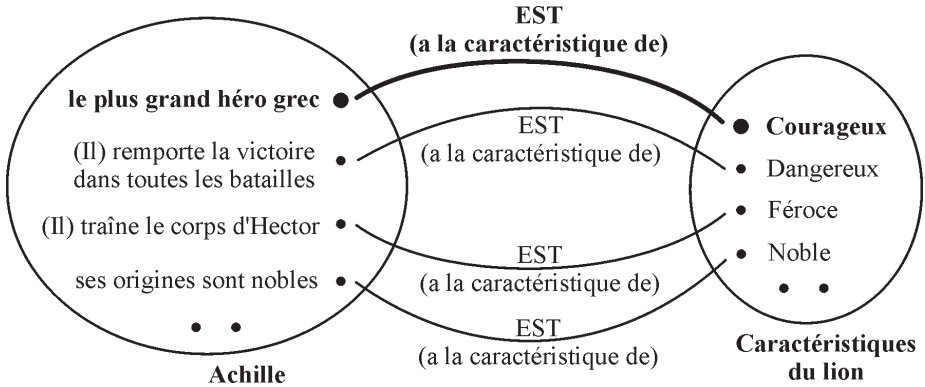 EST
(a la caractéristique de)
le plus grand héro grec
(Il) remporte la victoire
dans toutes les batailles
(Il) traîne le corps d'Hector
ses origines sont nobles
Achille
EST
(a la caractéristique de)
EST
(a la caractéristique de)
EST
(a la caractéristique de)
Courageux
Dangereux
Féroce
Noble
Caractéristiques
du lion